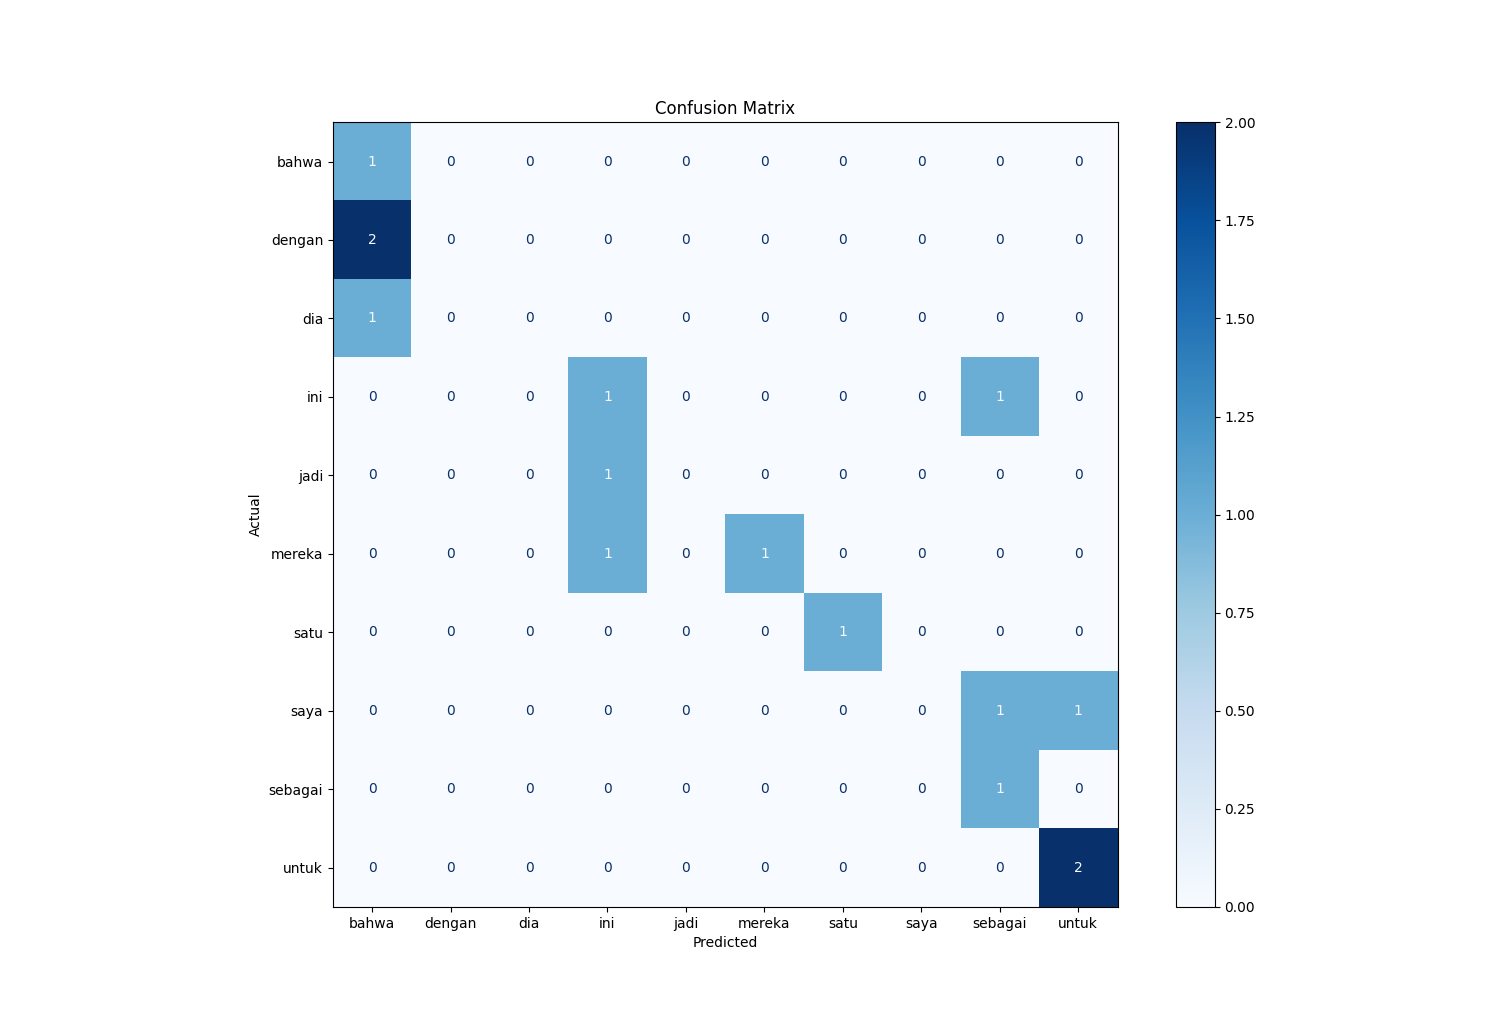 Confusion Matrix
bahwa 1 0 0 0 0 0 0 0 0 0
dengan 2 0 0 0 0 0 0 0 0 0
dia 1 0 0 0 0 0 0 0 0 0
ini 0 0 0 1 0 0 0 0 1 0
jadi 0 0 0 1 0 0 0 0 0 0
mereka 0 0 0 1 0 1 0 0 0 0
satu 0 0 0 0 0 0 1 0 0 0
saya 0 0 0 0 0 0 0 0 1 1
sebagai 0 0 0 0 0 0 0 0 1 0
untuk 0 0 0 0 0 0 0 0 0 2
bahwa dengan dia ini jadi mereka satu saya sebagai untuk
Predicted
Actual
2.00
1.75
1.50
1.25
1.00
0.75
0.50
0.25
0.00